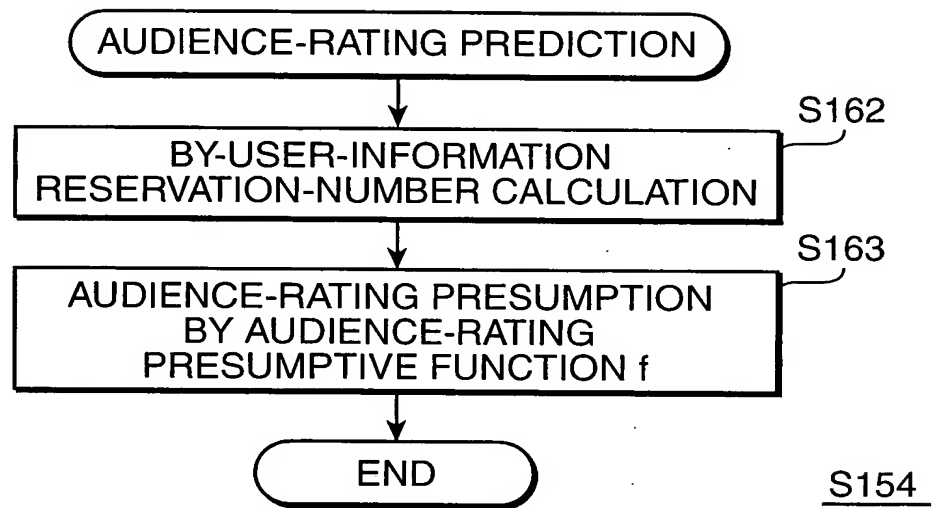 AUDIENCE-RATING PREDICTION
S162
BY-USER-INFORMATION
RESERVATION-NUMBER CALCULATION
S163
AUDIENCE-RATING PRESUMPTION
BY AUDIENCE-RATING
PRESUMPTIVE FUNCTION f
END
S154